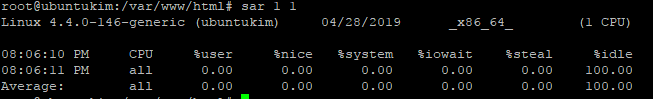 root@ubuntukim:/var/www/html# sar 1 1
Linux 4.4.0-146-generic (ubuntukim) 04/28/2019 _x86_64_ (1 CPU)
08:06:10 PM CPU %user %nice %system %iowait %steal %idle
08:06:11 PM all 0.00 0.00 0.00 0.00 0.00 100.00
Average: all 0.00 0.00 0.00 0.00 0.00 100.00